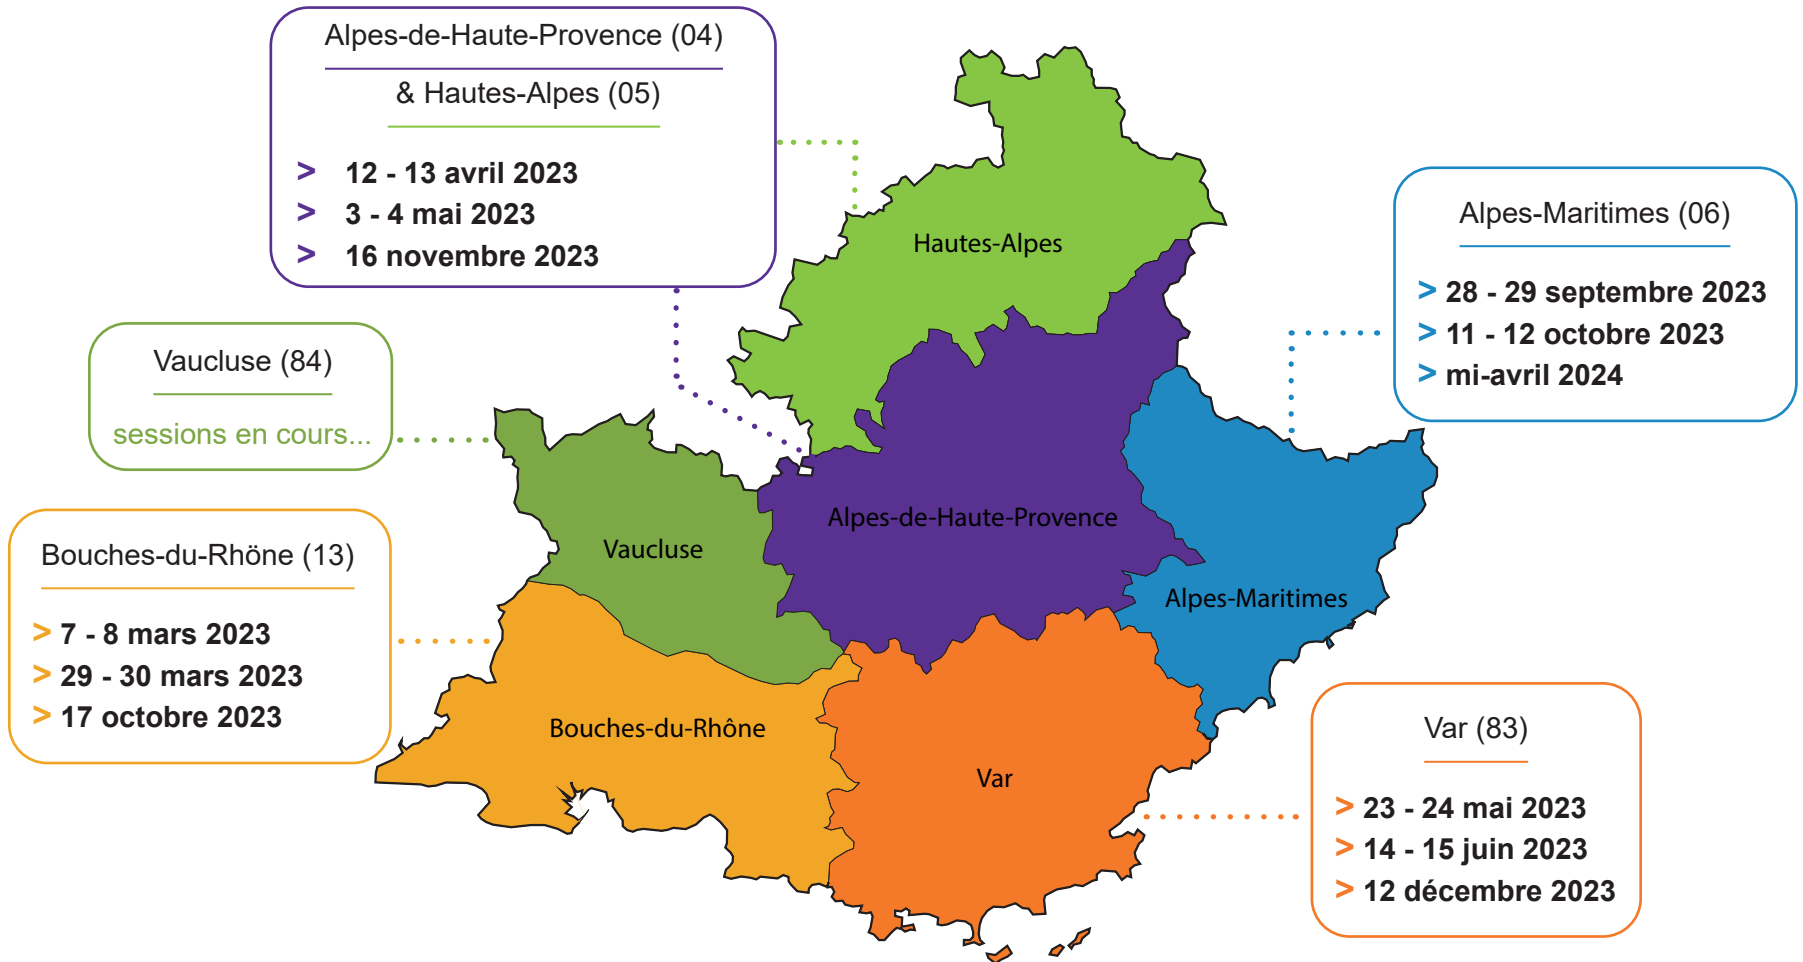 Alpes-de-Haute-Provence (04)
& Hautes-Alpes (05)
> 12 - 13 avril 2023
> 3 - 4 mai 2023
> 16 novembre 2023
Alpes-Maritimes (06)
> 28 - 29 septembre 2023
> 11 - 12 octobre 2023
> mi-avril 2024
Vaucluse (84)
sessions en cours...
Bouches-du-Rhöne (13)
> 7 - 8 mars 2023
> 29 - 30 mars 2023
> 17 octobre 2023
Var (83)
> 23 - 24 mai 2023
> 14 - 15 juin 2023
> 12 décembre 2023
Hautes-Alpes
Alpes-de-Haute-Provence
Vaucluse
Alpes-Maritimes
Bouches-du-Rhône
Var